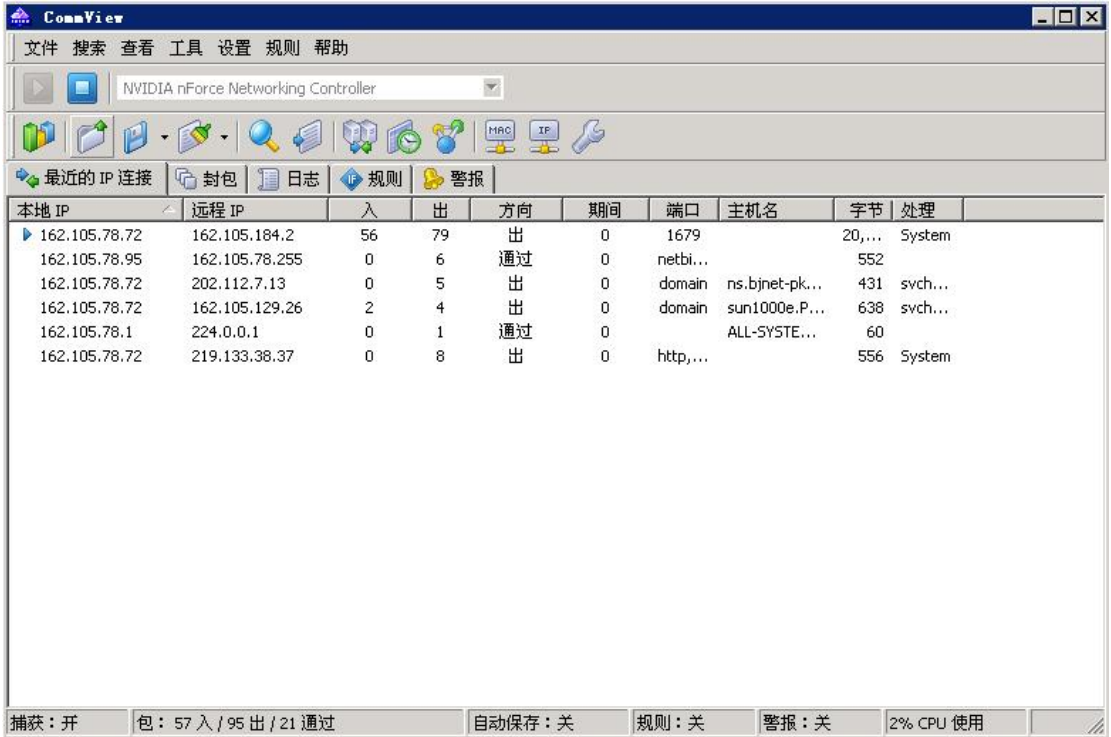 CommView
文件 搜索 查看 工具 设置 规则 帮助
NVIDIA nForce Networking Controller
MAC IP
最近的 IP 连接 封包 日志 IF 规则 警报
本地 IP 远程 IP 入 出 方向 期间 端口 主机名 字节 处理
162.105.78.72 162.105.184.2 56 79 出 0 1679 20,... System
162.105.78.95 162.105.78.255 0 6 通过 0 netbi... 552
162.105.78.72 202.112.7.13 0 5 出 0 domain ns.bjnet-pk... 431 svch...
162.105.78.72 162.105.129.26 2 4 出 0 domain sun1000e.P... 638 svch...
162.105.78.1 224.0.0.1 0 1 通过 0 ALL-SYSTE... 60
162.105.78.72 219.133.38.37 0 8 出 0 http,... 556 System
捕获：开 包：57 入 / 95 出 / 21 通过 自动保存：关 规则：关 警报：关 2% CPU 使用